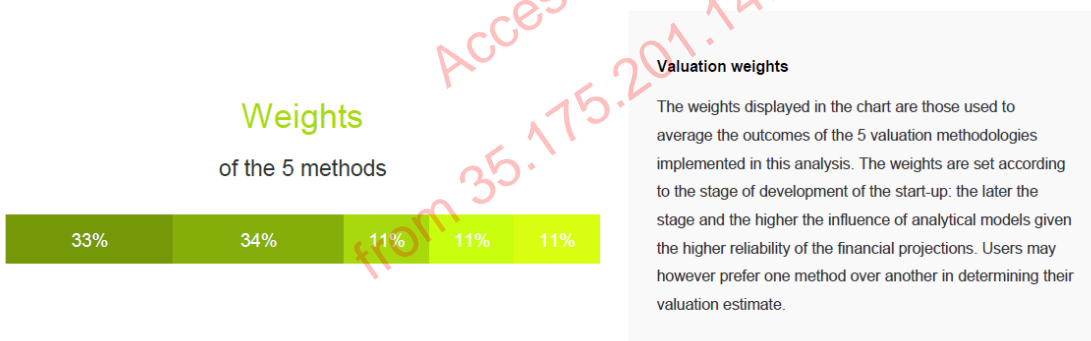 Weights
of the 5 methods
33% 34% 11% 11% 11%
Valuation weights
The weights displayed in the chart are those used to
average the outcomes of the 5 valuation methodologies
implemented in this analysis. The weights are set according
to the stage of development of the start-up: the later the
stage and the higher the influence of analytical models given
the higher reliability of the financial projections. Users may
however prefer one method over another in determining their
valuation estimate.
from 35.175.201.14